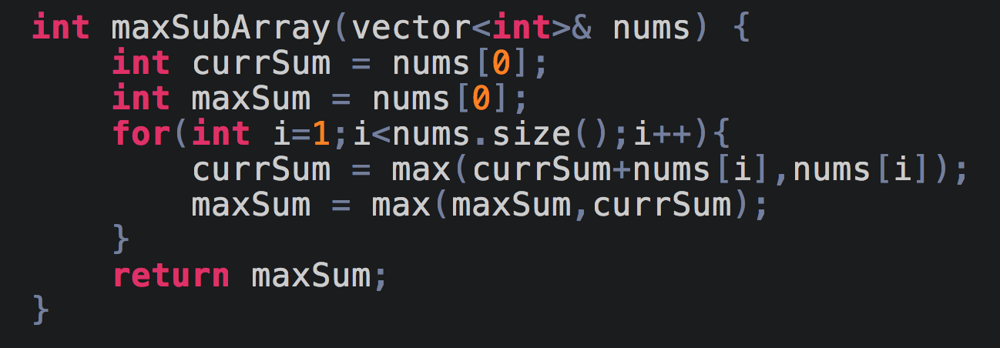 int maxSubArray(vector<int>& nums) {
    int currSum = nums[0];
    int maxSum = nums[0];
    for(int i=1;i<nums.size();i++){
        currSum = max(currSum+nums[i],nums[i]);
        maxSum = max(maxSum,currSum);
    }
    return maxSum;
}